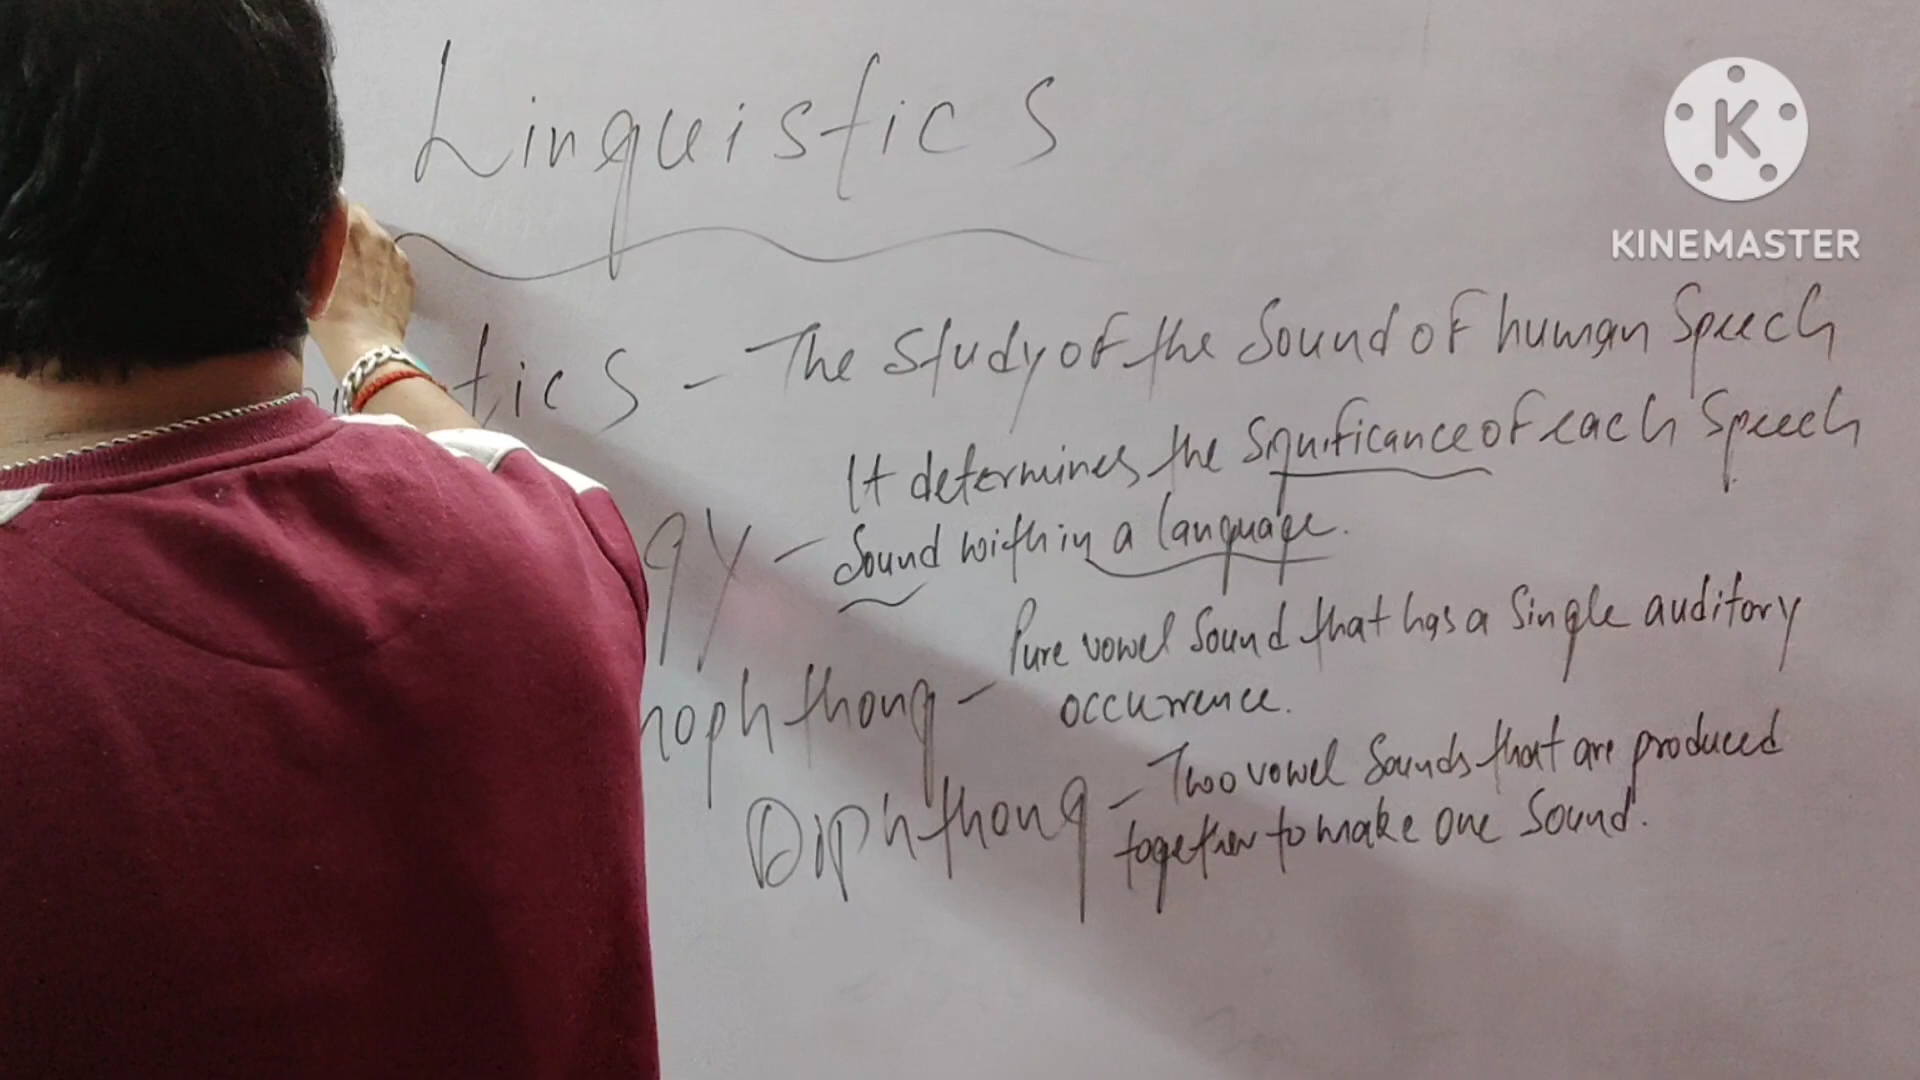 Linguistics
KINEMASTER
tics - The study of the sound of human speech
It determines the significance of each speech
gy - sound within a language.
Pure vowel sound that has a single auditory
nophthong - occurrence.
Two vowel sounds that are produced
Diphthong - together to make one sound.